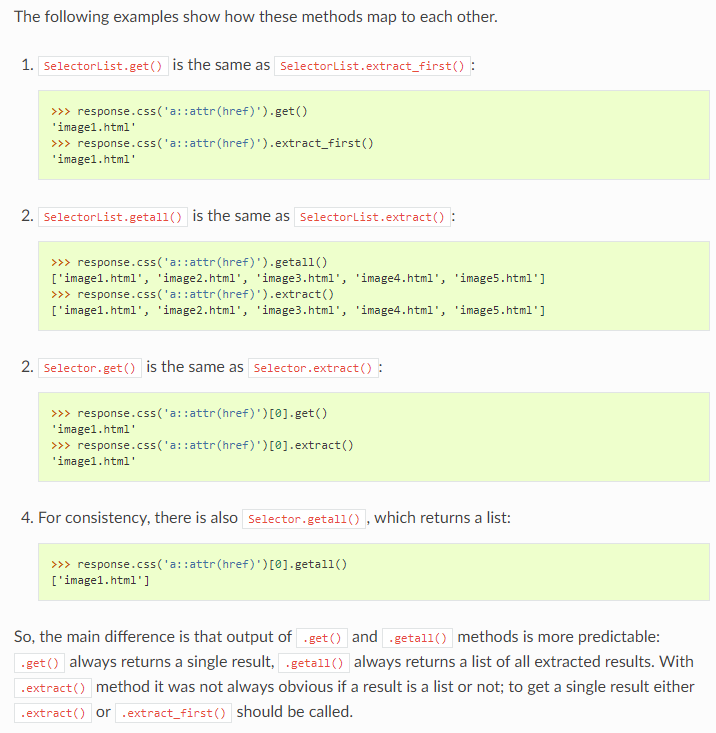 The following examples show how these methods map to each other.
1. SelectorList.get() is the same as SelectorList.extract_first():
>>> response.css('a::attr(href)').get()
'image1.html'
>>> response.css('a::attr(href)').extract_first()
'image1.html'
2. SelectorList.getall() is the same as SelectorList.extract():
>>> response.css('a::attr(href)').getall()
['image1.html', 'image2.html', 'image3.html', 'image4.html', 'image5.html']
>>> response.css('a::attr(href)').extract()
['image1.html', 'image2.html', 'image3.html', 'image4.html', 'image5.html']
2. Selector.get() is the same as Selector.extract():
>>> response.css('a::attr(href)')[0].get()
'image1.html'
>>> response.css('a::attr(href)')[0].extract()
'image1.html'
4. For consistency, there is also Selector.getall(), which returns a list:
>>> response.css('a::attr(href)')[0].getall()
['image1.html']
So, the main difference is that output of .get() and .getall() methods is more predictable:
.get() always returns a single result, .getall() always returns a list of all extracted results. With
.extract() method it was not always obvious if a result is a list or not; to get a single result either
.extract() or .extract_first() should be called.